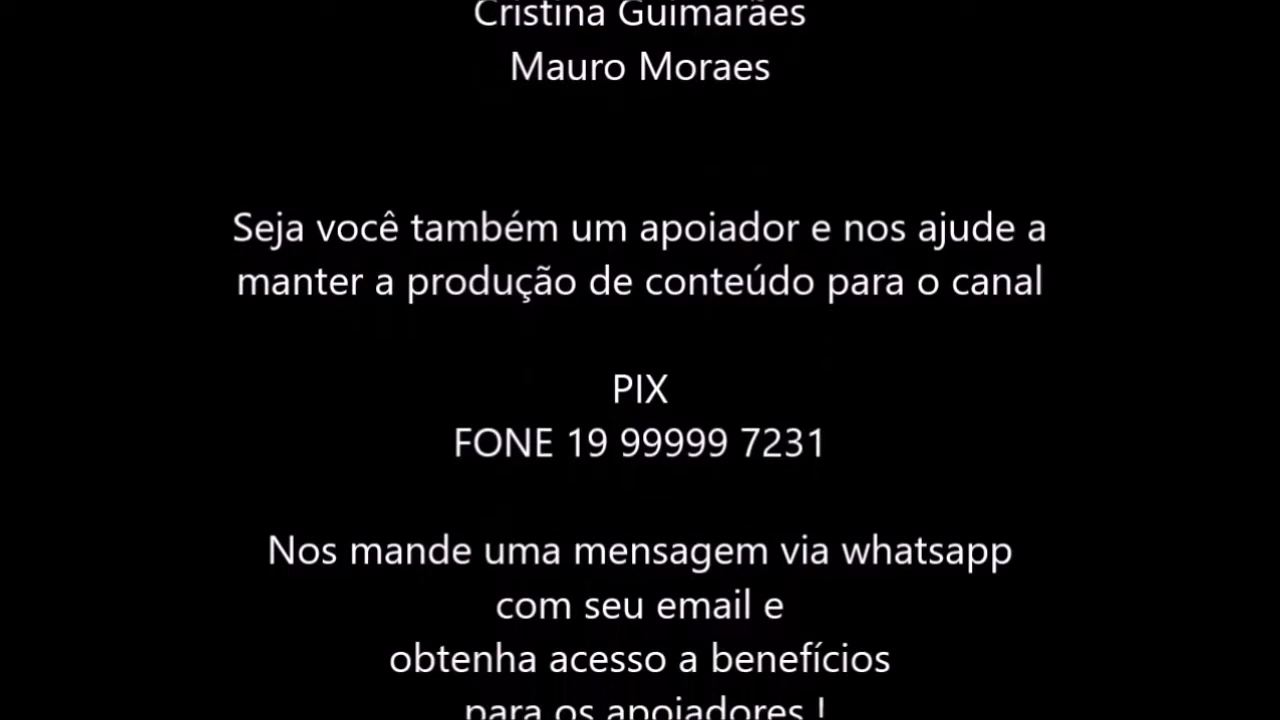 Cristina Guimarães
Mauro Moraes
Seja você também um apoiador e nos ajude a
manter a produção de conteúdo para o canal
PIX
FONE 19 99999 7231
Nos mande uma mensagem via whatsapp
com seu email e
obtenha acesso a benefícios
para os apoiadores !